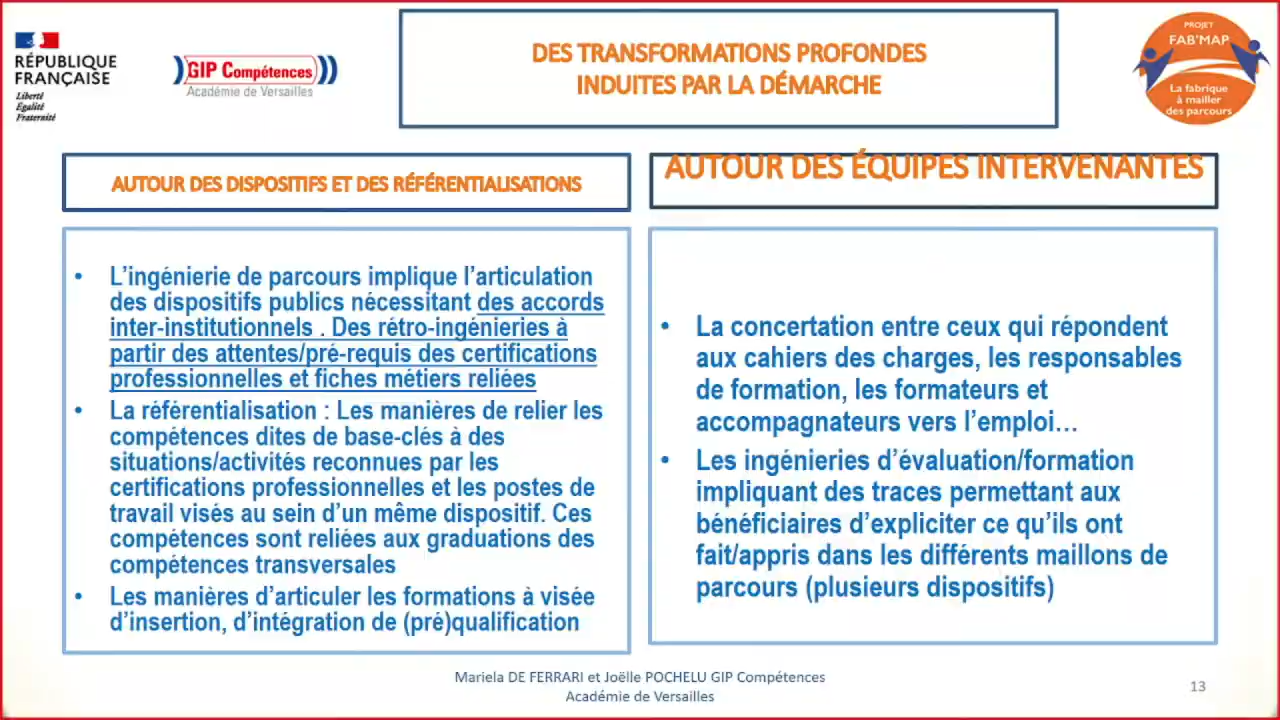 RÉPUBLIQUE
FRANÇAISE
Liberté
Égalité
Fraternité
GIP Compétences
Académie de Versailles
DES TRANSFORMATIONS PROFONDES
INDUITES PAR LA DÉMARCHE
PROJET
FAB'MAP
La fabrique
à mailler
des parcours
AUTOUR DES DISPOSITIFS ET DES RÉFÉRENTIALISATIONS
• L'ingénierie de parcours implique l'articulation
des dispositifs publics nécessitant des accords
inter-institutionnels . Des rétro-ingénieries à
partir des attentes/pré-requis des certifications
professionnelles et fiches métiers reliées
• La référentialisation : Les manières de relier les
compétences dites de base-clés à des
situations/activités reconnues par les
certifications professionnelles et les postes de
travail visés au sein d'un même dispositif. Ces
compétences sont reliées aux graduations des
compétences transversales
• Les manières d'articuler les formations à visée
d'insertion, d'intégration de (pré)qualification
AUTOUR DES ÉQUIPES INTERVENANTES
• La concertation entre ceux qui répondent
aux cahiers des charges, les responsables
de formation, les formateurs et
accompagnateurs vers l'emploi…
• Les ingénieries d'évaluation/formation
impliquant des traces permettant aux
bénéficiaires d'expliciter ce qu'ils ont
fait/appris dans les différents maillons de
parcours (plusieurs dispositifs)
Mariela DE FERRARI et Joëlle POCHELU GIP Compétences
Académie de Versailles
13